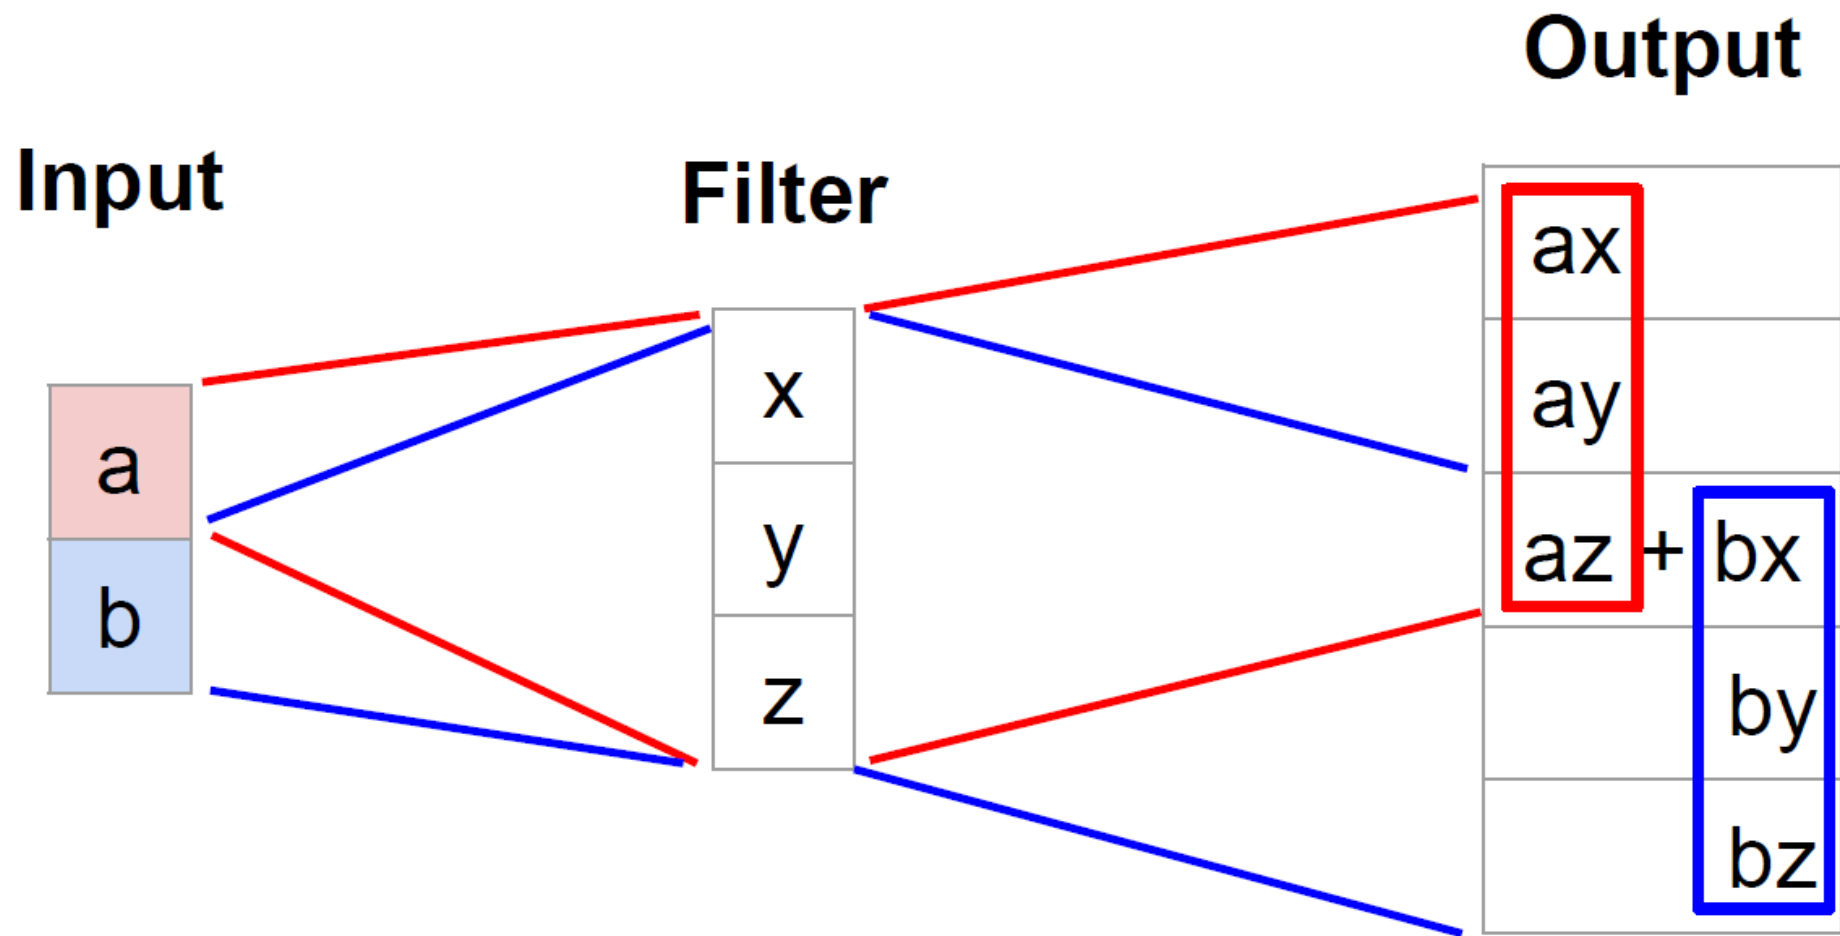 Input
a
b
Filter
x
y
z
Output
ax
ay
az + bx
by
bz